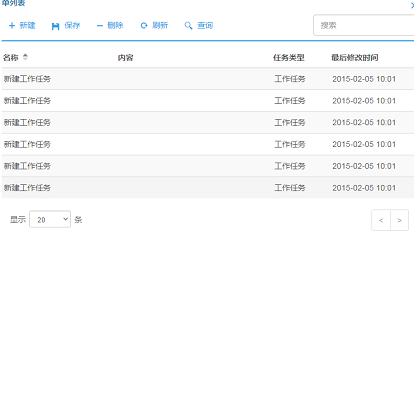 单列表
新建 保存 删除 刷新 查询 搜索
名称 内容 任务类型 最后修改时间
新建工作任务 工作任务 2015-02-05 10:01
新建工作任务 工作任务 2015-02-05 10:01
新建工作任务 工作任务 2015-02-05 10:01
新建工作任务 工作任务 2015-02-05 10:01
新建工作任务 工作任务 2015-02-05 10:01
新建工作任务 工作任务 2015-02-05 10:01
显示 20 条 < >